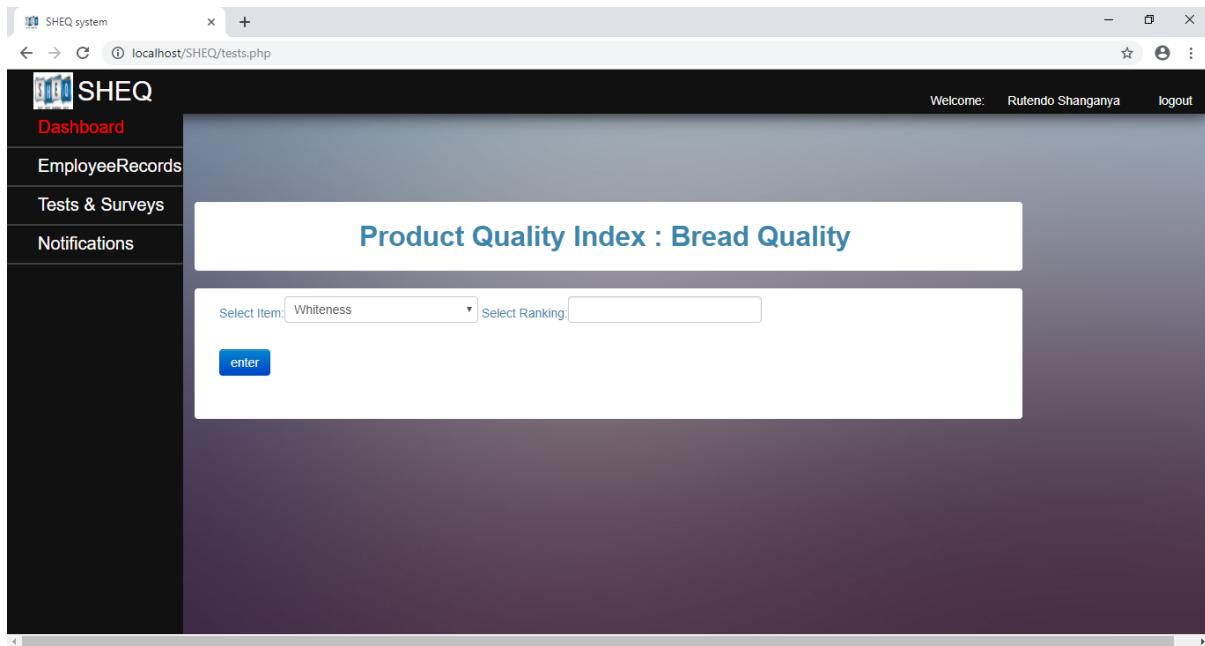 SHEQ system
localhost/SHEQ/tests.php
SHEQ
Welcome: Rutendo Shanganya logout
Dashboard
EmployeeRecords
Tests & Surveys
Notifications
Product Quality Index : Bread Quality
Select Item: Whiteness Select Ranking:
enter